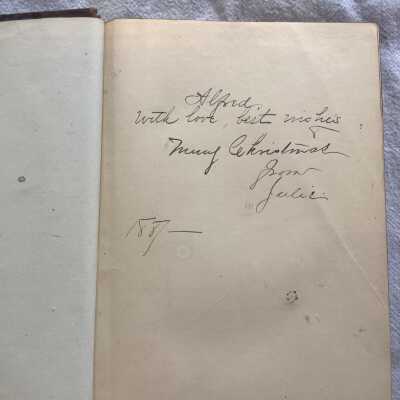 Alfred,
With love, best wishes
Merry Christmas
from
Julie.
188/—